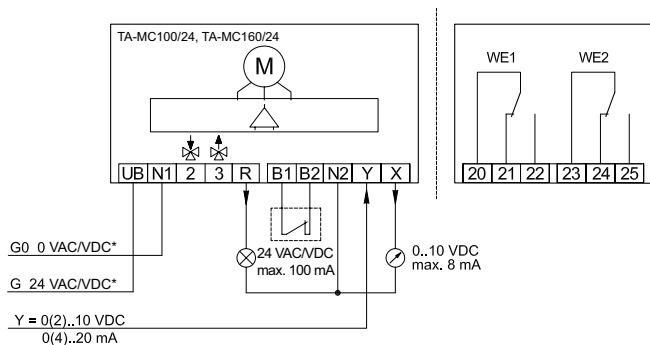 TA-MC100/24, TA-MC160/24
M
WE1 WE2
UB N1 2 3 R B1 B2 N2 Y X
20 21 22 23 24 25
G0 0 VAC/VDC*
24 VAC/VDC
max. 100 mA
0..10 VDC
max. 8 mA
G 24 VAC/VDC*
Y = 0(2)..10 VDC
0(4)..20 mA